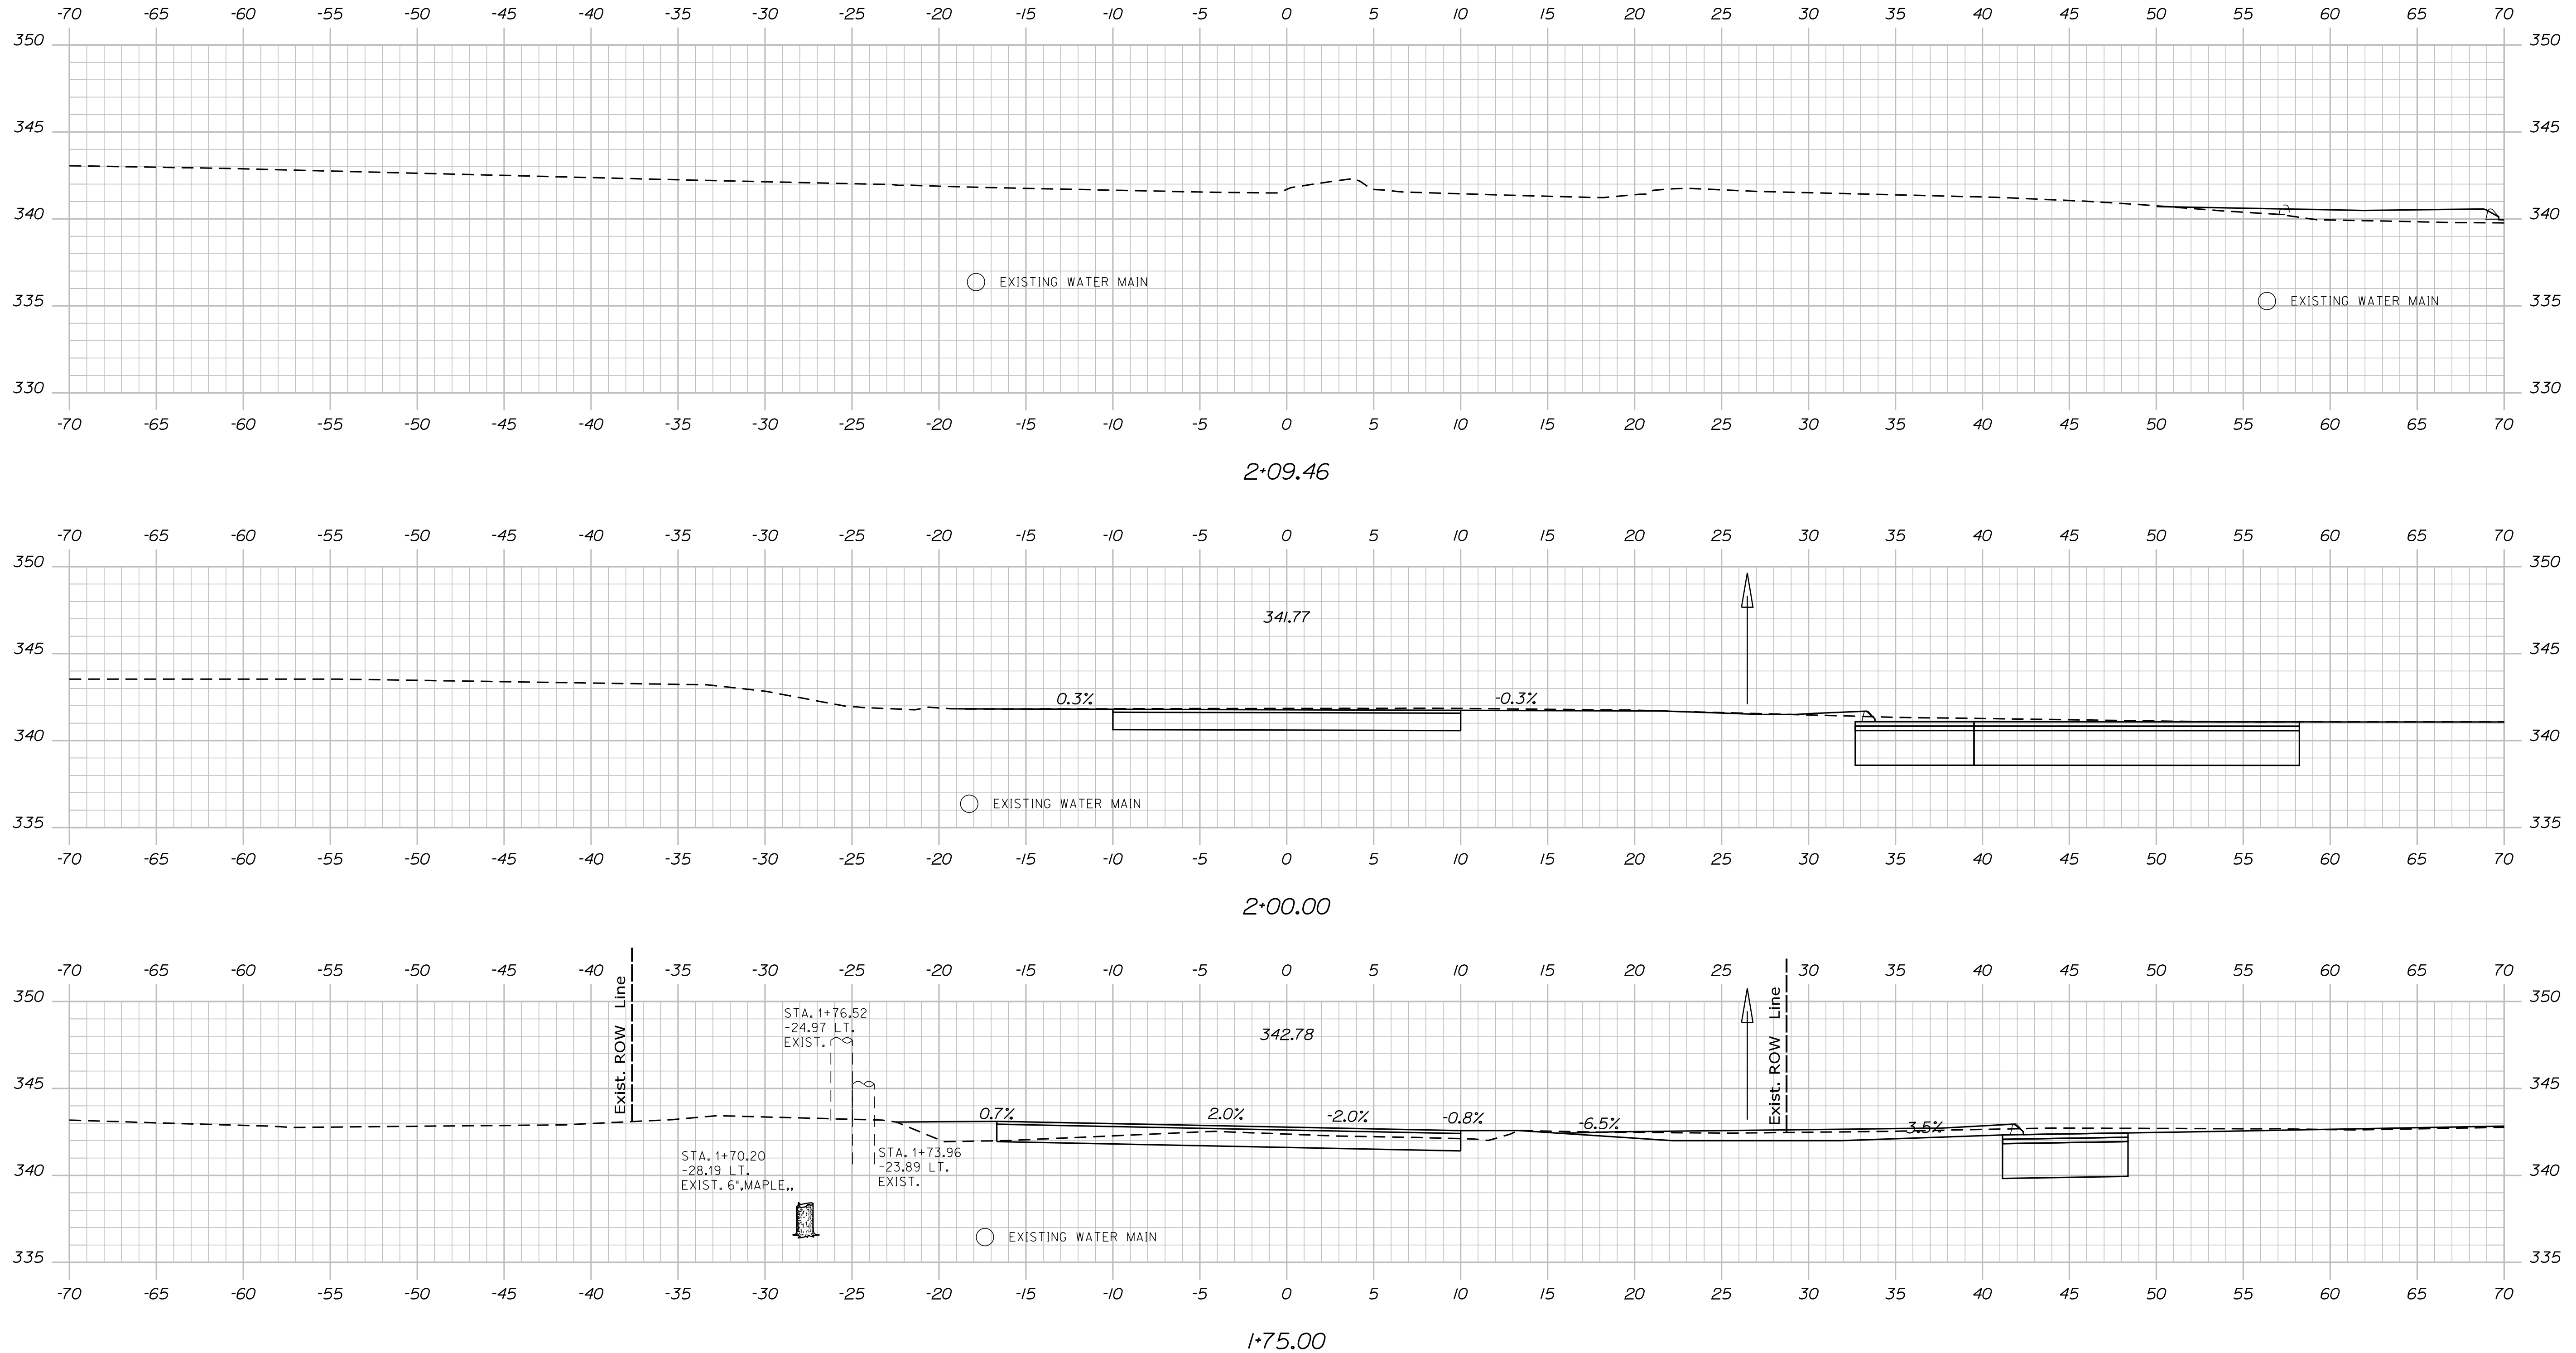 -70 -65 -60 -55 -50 -45 -40 -35 -30 -25 -20 -15 -10 -5 0 5 10 15 20 25 30 35 40 45 50 55 60 65 70
350 350
345 345
340 340
EXISTING WATER MAIN
335 335
EXISTING WATER MAIN
330 330
-70 -65 -60 -55 -50 -45 -40 -35 -30 -25 -20 -15 -10 -5 0 5 10 15 20 25 30 35 40 45 50 55 60 65 70
2+09.46
-70 -65 -60 -55 -50 -45 -40 -35 -30 -25 -20 -15 -10 -5 0 5 10 15 20 25 30 35 40 45 50 55 60 65 70
350 350
341.77
345 345
0.3% -0.3%
340 340
EXISTING WATER MAIN
335 335
-70 -65 -60 -55 -50 -45 -40 -35 -30 -25 -20 -15 -10 -5 0 5 10 15 20 25 30 35 40 45 50 55 60 65 70
2+00.00
-70 -65 -60 -55 -50 -45 -40 -35 -30 -25 -20 -15 -10 -5 0 5 10 15 20 25 30 35 40 45 50 55 60 65 70
350 350
Exist. ROW Line
STA. 1+76.52
-24.97 LT.
EXIST.
342.78
Exist. ROW Line
345 345
0.7% 2.0% -2.0% -0.8% -6.5% 3.5%
STA. 1+70.20
-28.19 LT.
EXIST. 6",MAPLE,,
STA. 1+73.96
-23.89 LT.
EXIST.
340 340
EXISTING WATER MAIN
335 335
-70 -65 -60 -55 -50 -45 -40 -35 -30 -25 -20 -15 -10 -5 0 5 10 15 20 25 30 35 40 45 50 55 60 65 70
1+75.00